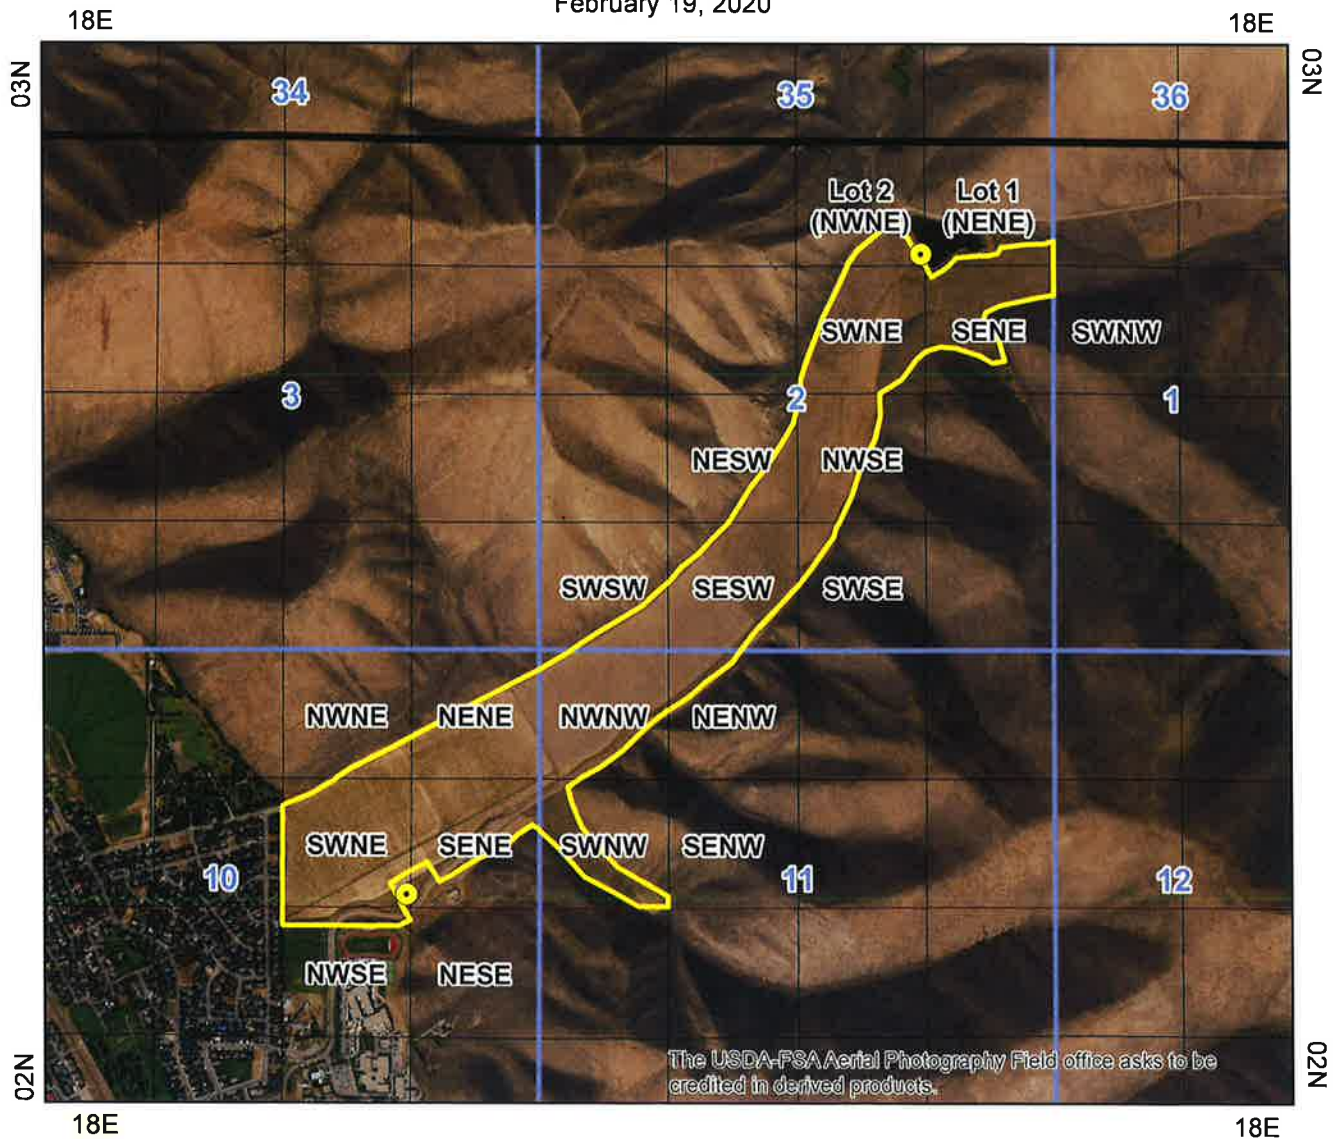 February 19, 2020
18E 18E
03N 03N
34 35 36
Lot 2 Lot 1
(NWNE) (NENE)
SWNE SENE SWNW
3 2 1
NESW NWSE
SWSW SESW SWSE
NWNE NENE NWNW NENW
SWNE SENE SWNW SENW
10 11 12
NWSE NESE
The USDA-FSA Aerial Photography Field office asks to be
credited in derived products.
02N 02N
18E 18E